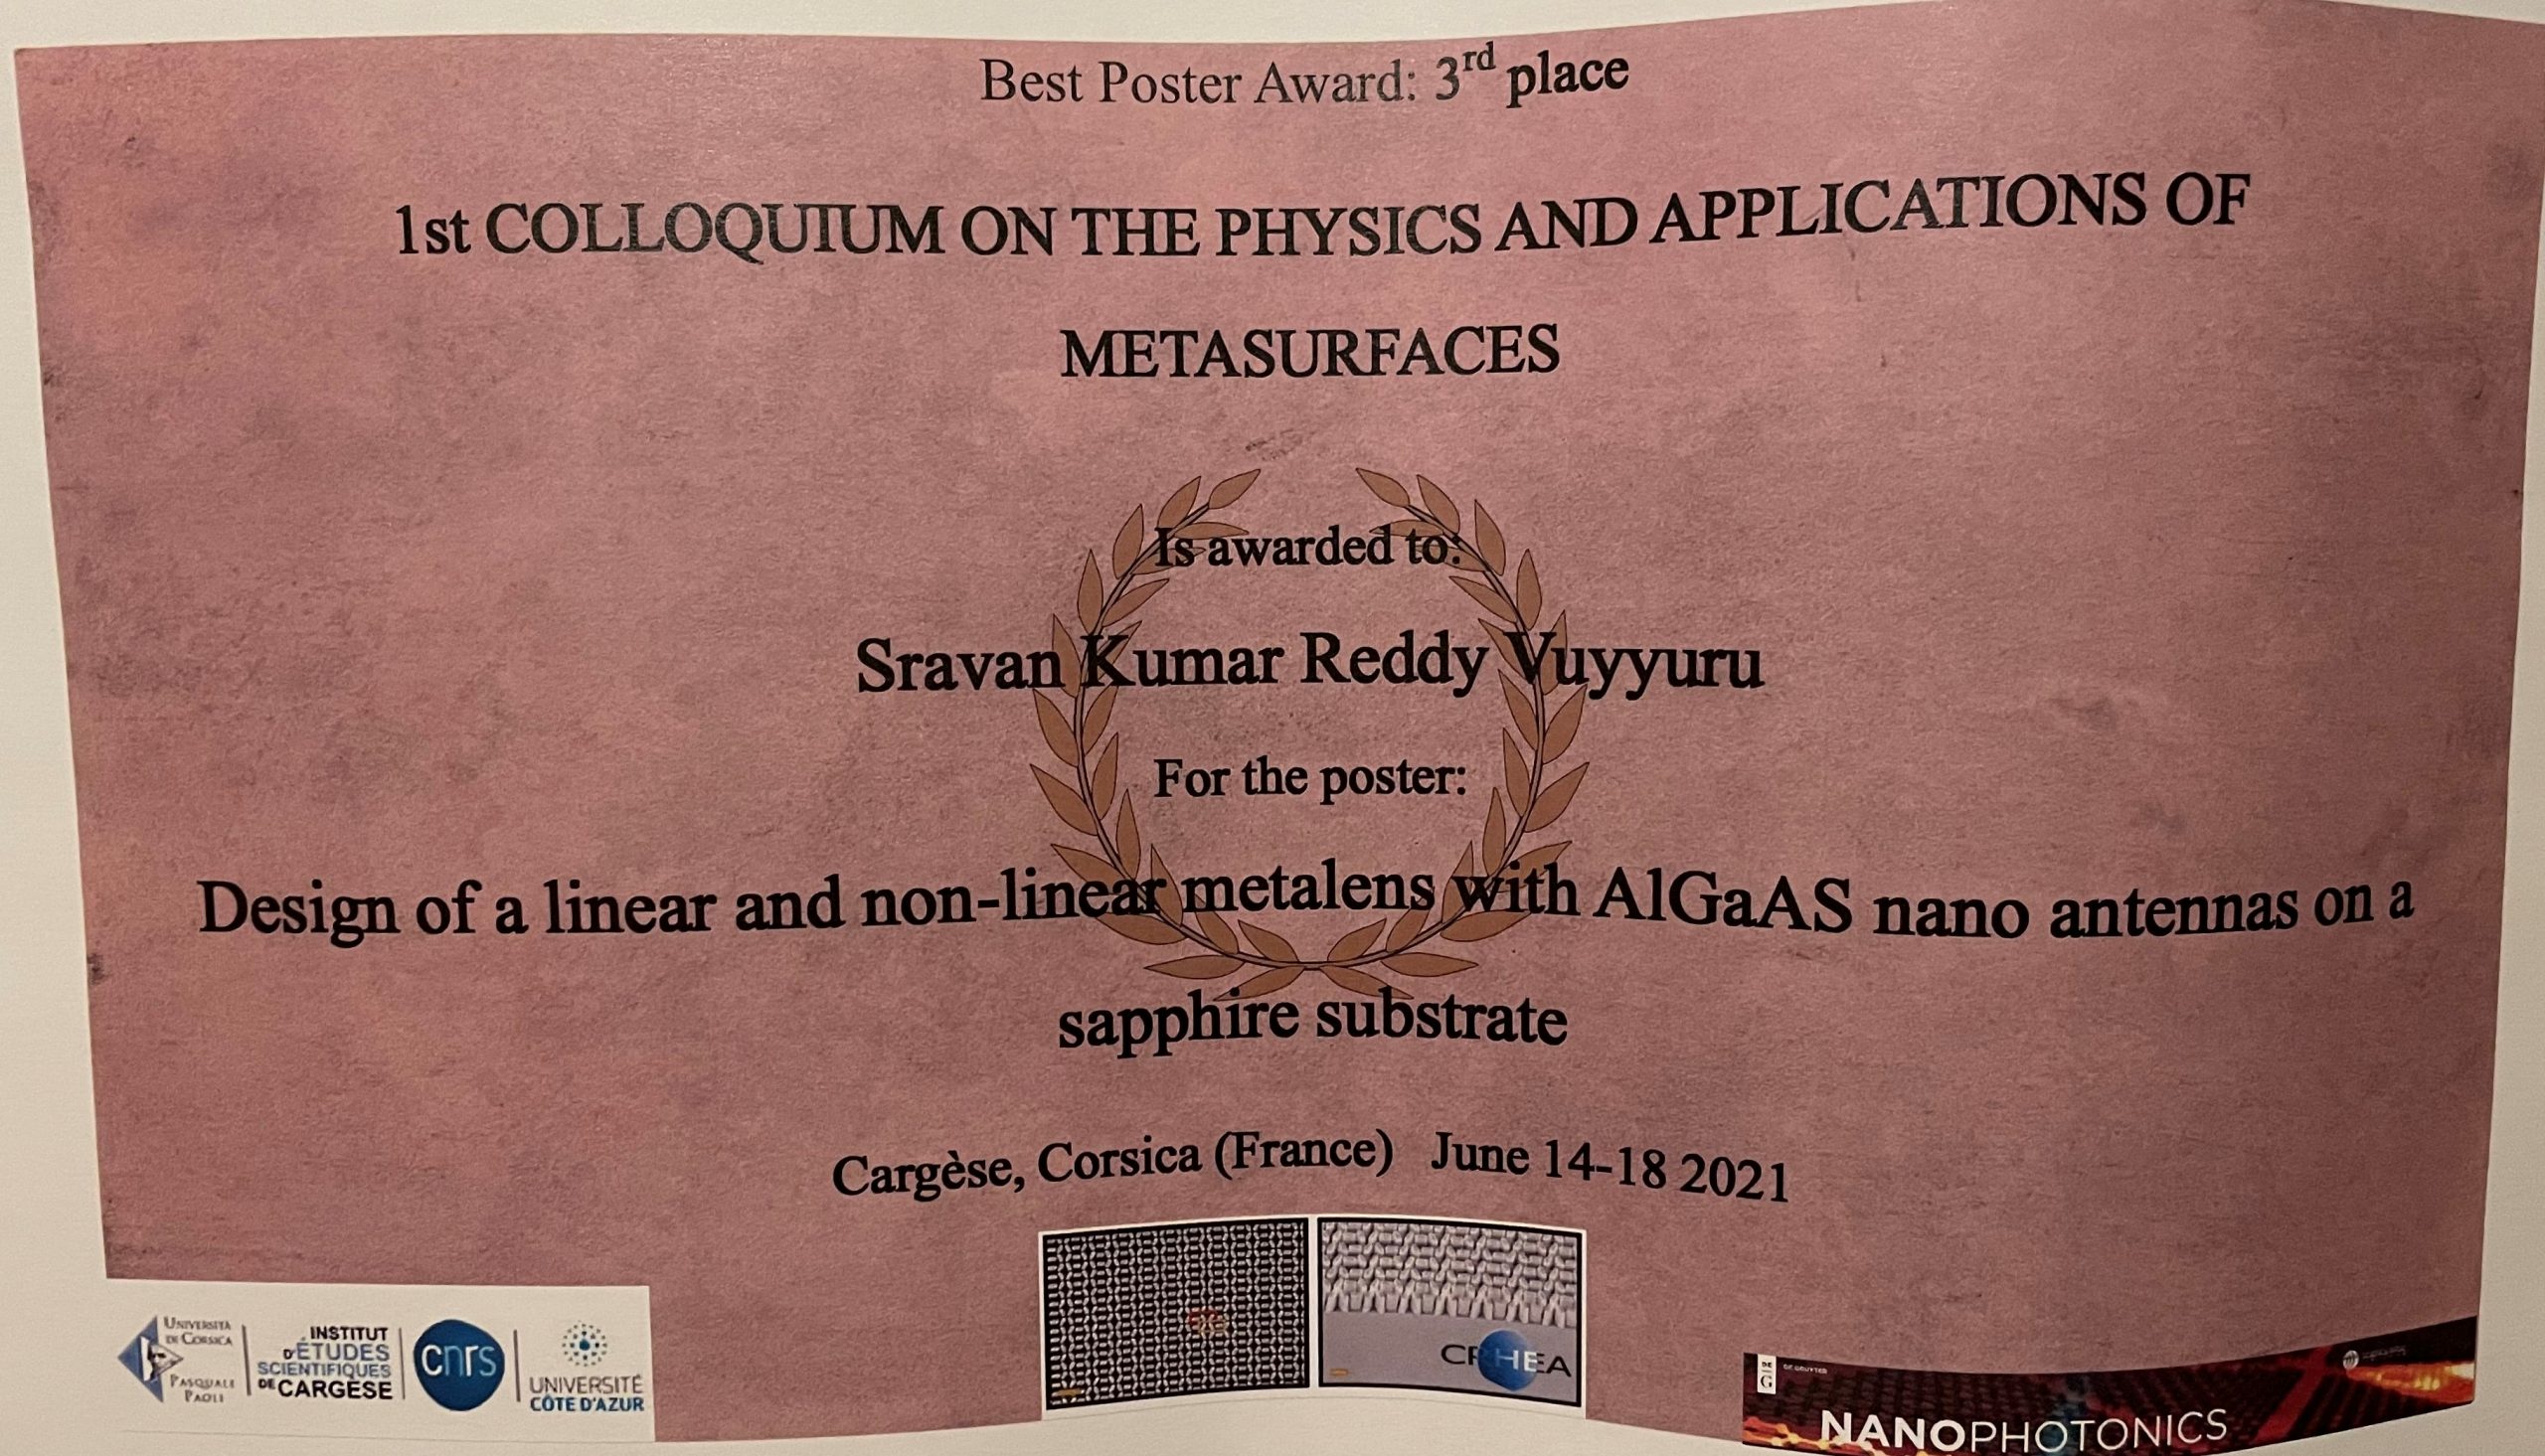 Best Poster Award: 3rd place
1st COLLOQUIUM ON THE PHYSICS AND APPLICATIONS OF
METASURFACES
Is awarded to:
Sravan Kumar Reddy Vuyyuru
For the poster:
Design of a linear and non-linear metalens with AlGaAS nano antennas on a
sapphire substrate
Cargèse, Corsica (France) June 14-18 2021
UNIVERSITÀ
DI CORSICA
PASQUALE
PAOLI
INSTITUT
D'ÉTUDES
SCIENTIFIQUES
DE CARGÈSE
cnrs
UNIVERSITÉ
CÔTE D'AZUR
CRHEA
DE
G
DE GRUYTER
NANOPHOTONICS